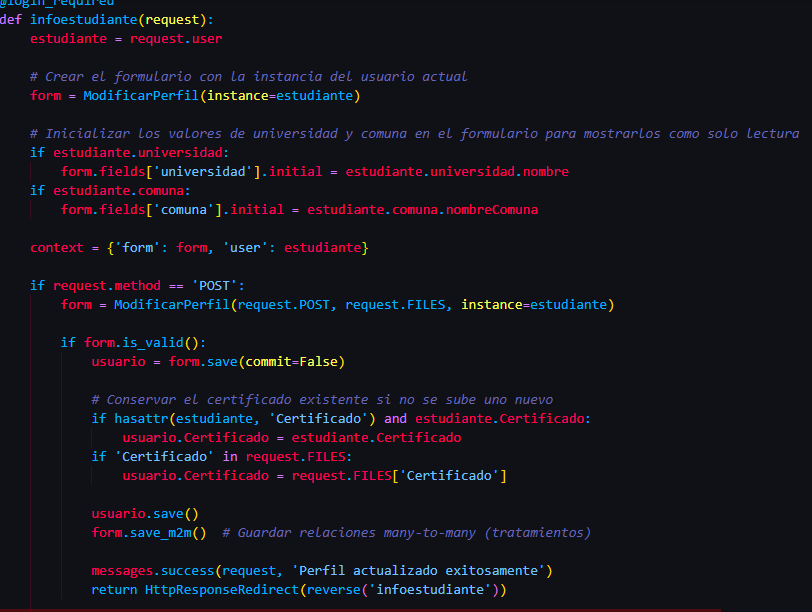 @login_required
def infoestudiante(request):
    estudiante = request.user

    # Crear el formulario con la instancia del usuario actual
    form = ModificarPerfil(instance=estudiante)

    # Inicializar los valores de universidad y comuna en el formulario para mostrarlos como solo lectura
    if estudiante.universidad:
        form.fields['universidad'].initial = estudiante.universidad.nombre
    if estudiante.comuna:
        form.fields['comuna'].initial = estudiante.comuna.nombreComuna

    context = {'form': form, 'user': estudiante}

    if request.method == 'POST':
        form = ModificarPerfil(request.POST, request.FILES, instance=estudiante)

        if form.is_valid():
            usuario = form.save(commit=False)

            # Conservar el certificado existente si no se sube uno nuevo
            if hasattr(estudiante, 'Certificado') and estudiante.Certificado:
                usuario.Certificado = estudiante.Certificado
            if 'Certificado' in request.FILES:
                usuario.Certificado = request.FILES['Certificado']

            usuario.save()
            form.save_m2m()  # Guardar relaciones many-to-many (tratamientos)

            messages.success(request, 'Perfil actualizado exitosamente')
            return HttpResponseRedirect(reverse('infoestudiante'))